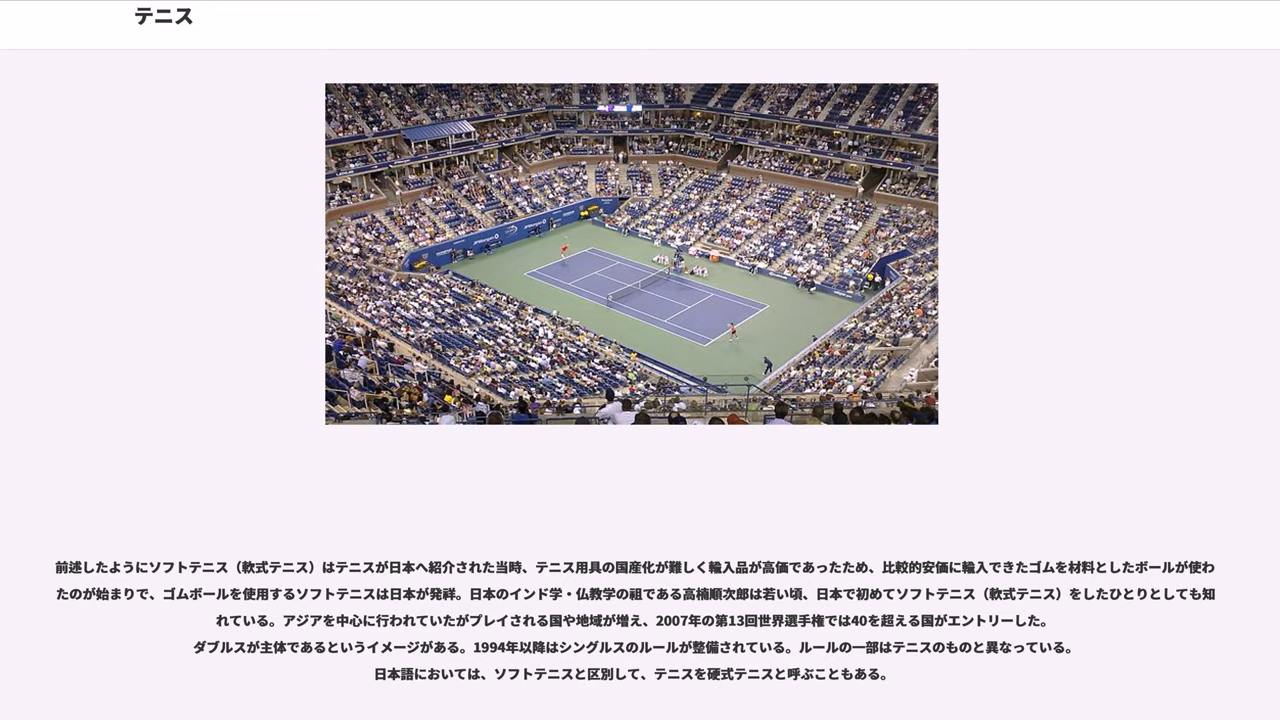 テニス
前述したようにソフトテニス（軟式テニス）はテニスが日本へ紹介された当時、テニス用具の国産化が難しく輸入品が高価であったため、比較的安価に輸入できたゴムを材料としたボールが使わ
たのが始まりで、ゴムボールを使用するソフトテニスは日本が発祥。日本のインド学・仏教学の祖である高楠順次郎は若い頃、日本で初めてソフトテニス（軟式テニス）をしたひとりとしても知
れている。アジアを中心に行われていたがプレイされる国や地域が増え、2007年の第13回世界選手権では40を超える国がエントリーした。
ダブルスが主体であるというイメージがある。1994年以降はシングルスのルールが整備されている。ルールの一部はテニスのものと異なっている。
日本語においては、ソフトテニスと区別して、テニスを硬式テニスと呼ぶこともある。